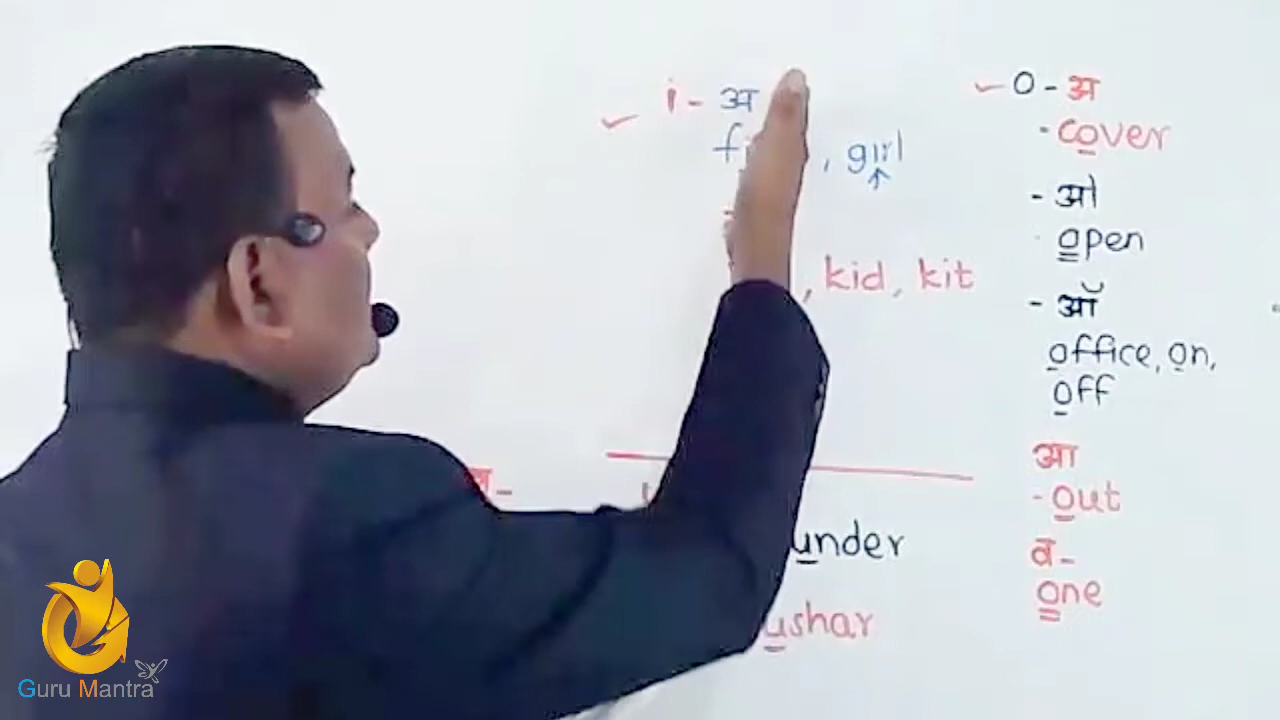 i - अ
, girl
, kid, kit
under
ushar
o - अ
- cover
- ओ
open
- ऑ
office, on,
off
आ
- out
व -
one
Guru Mantra